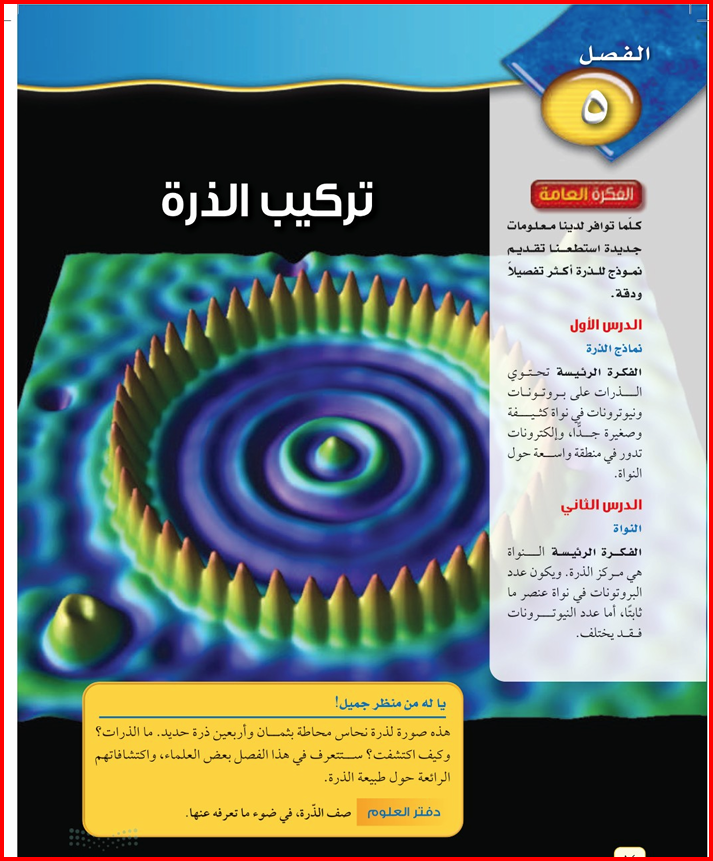 الفصل
٥
تركيب الذرة
الفكرة العامة
كلّما توافر لدينا معلومات
جديدة استطعنا تقديم
نموذج للذرة أكثر تفصيلاً
ودقة.
الدرس الأول
نماذج الذرة
الفكرة الرئيسة تحتوي
الذرات على بروتونات
ونيوترونات في نواة كثيفة
وصغيرة جدًّا، وإلكترونات
تدور في منطقة واسعة حول
النواة.
الدرس الثاني
النواة
الفكرة الرئيسة النواة
هي مركز الذرة. ويكون عدد
البروتونات في نواة عنصر ما
ثابتًا، أما عدد النيوترونات
فقد يختلف.
يا له من منظر جميل!
هذه صورة لذرة نحاس محاطة بثمان وأربعين ذرة حديد. ما الذرات؟
وكيف اكتشفت؟ ستتعرف في هذا الفصل بعض العلماء، واكتشافاتهم
الرائعة حول طبيعة الذرة.
دفتر العلوم صف الذّرة، في ضوء ما تعرفه عنها.